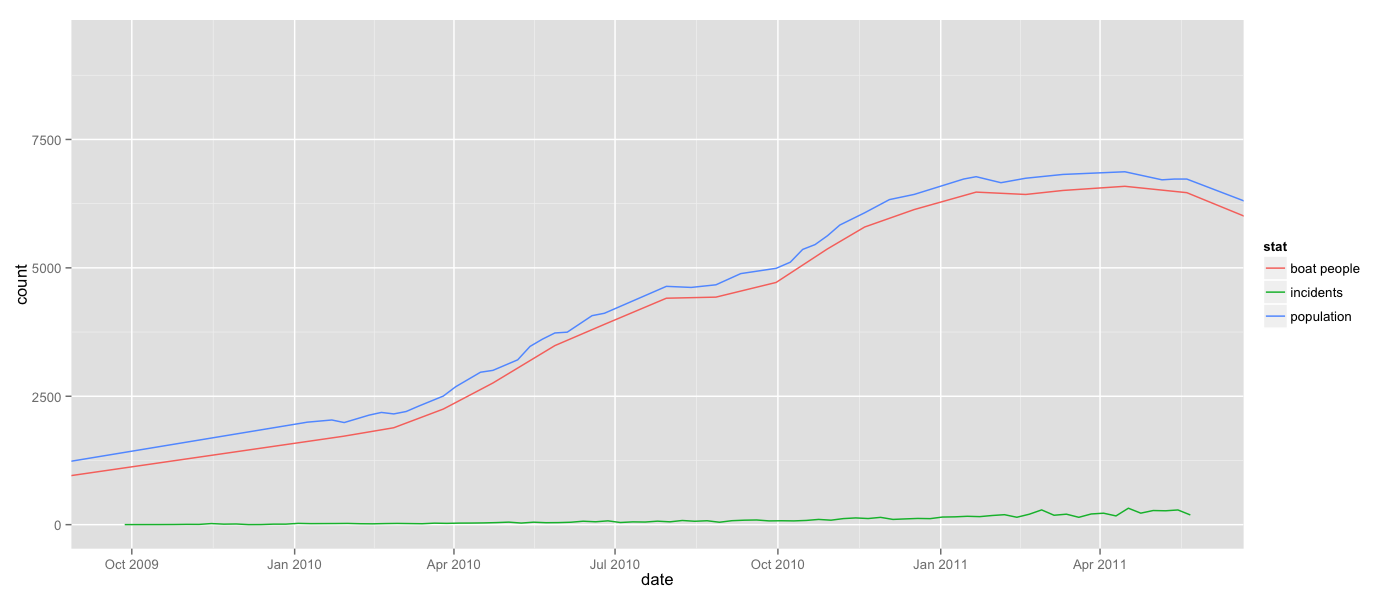 count
7500
5000
2500
0
Oct 2009 Jan 2010 Apr 2010 Jul 2010 Oct 2010 Jan 2011 Apr 2011
date
stat
boat people
incidents
population